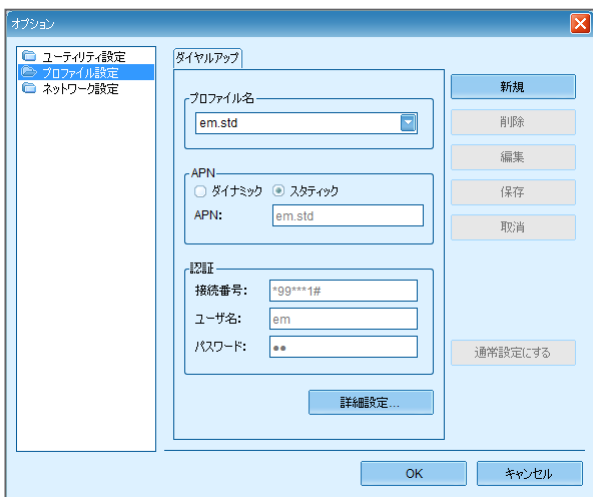 オプション
ユーティリティ設定
プロファイル設定
ネットワーク設定
ダイヤルアップ
プロファイル名
em.std
APN
ダイナミック
スタティック
APN:
em.std
認証
接続番号:
*99***1#
ユーザ名:
em
パスワード:
●●
詳細設定...
新規
削除
編集
保存
取消
通常設定にする
OK
キャンセル